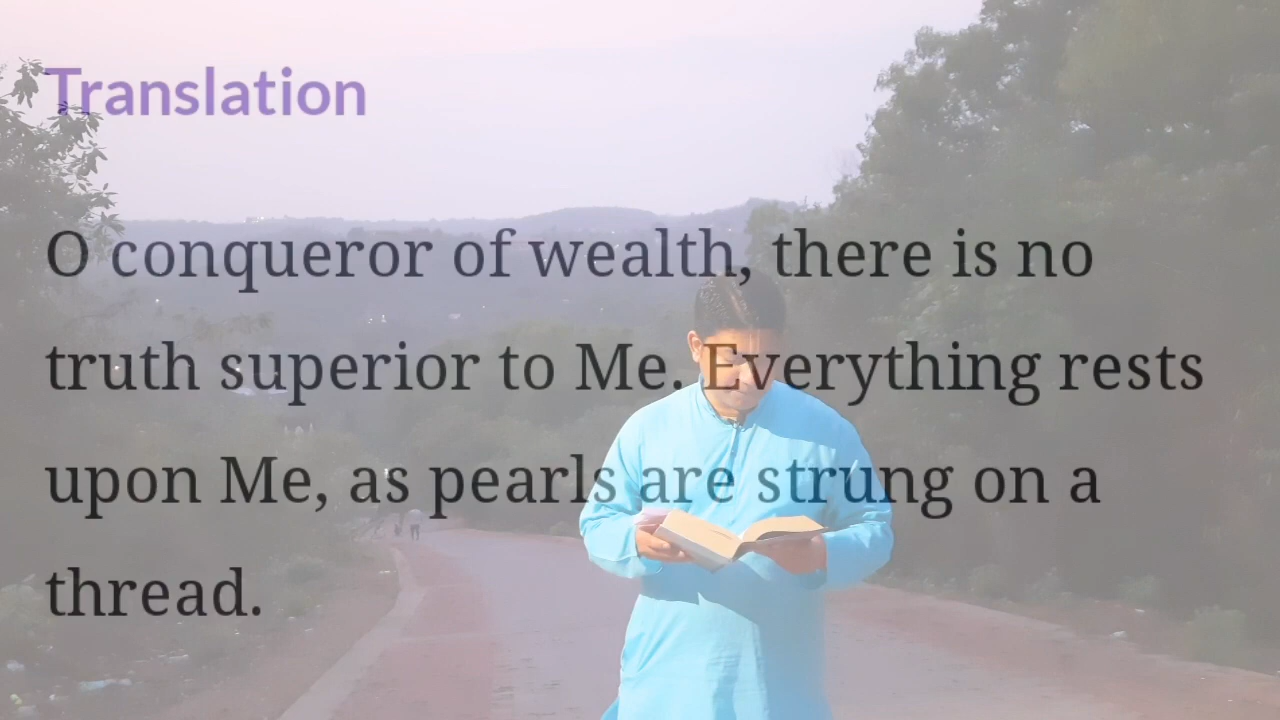 Translation
O conqueror of wealth, there is no
truth superior to Me. Everything rests
upon Me, as pearls are strung on a
thread.